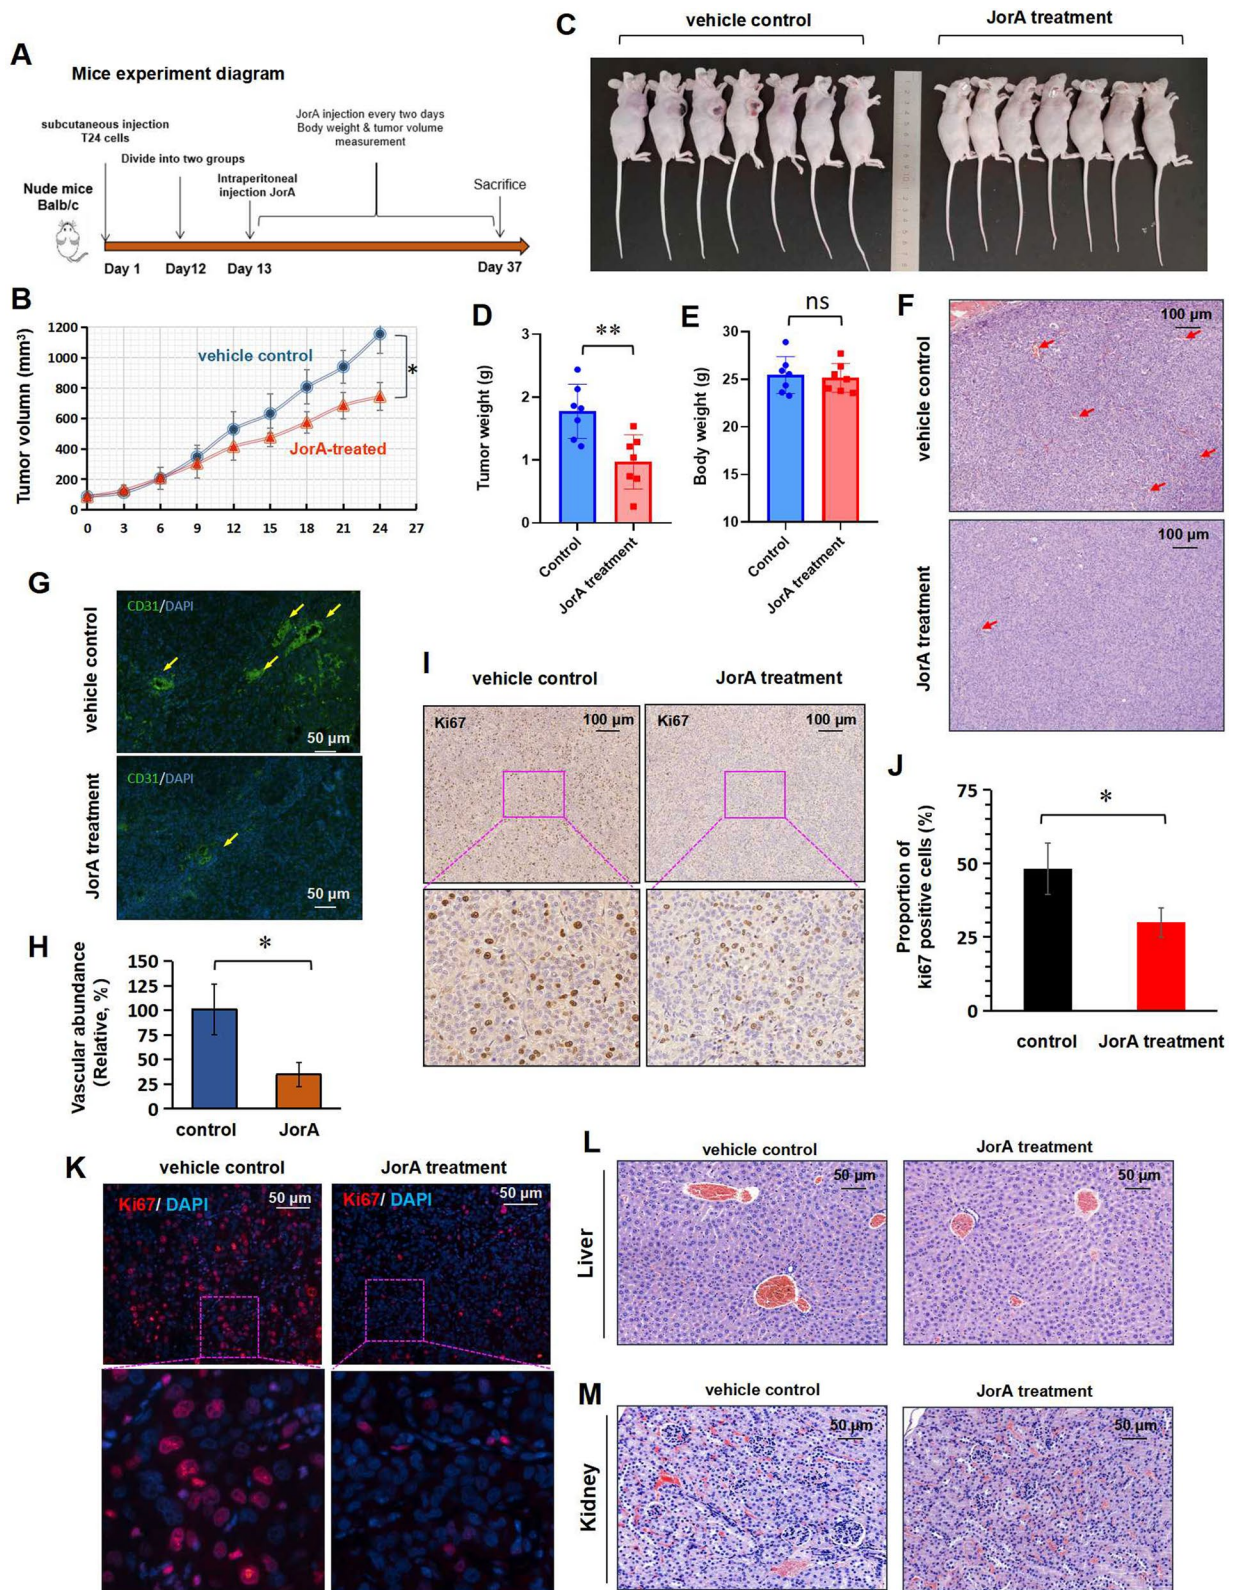 A
Mice experiment diagram
subcutaneous injection
T24 cells
Divide into two groups
Intraperitoneal
injection JorA
JorA injection every two days
Body weight & tumor volume
measurement
Sacrifice
Nude mice
Balb/c
Day 1
Day12
Day 13
Day 37
B
Tumor volumn (mm³)
1200
1000
800
600
400
200
0
vehicle control
JorA-treated
*
0 3 6 9 12 15 18 21 24 27
C
vehicle control
JorA treatment
D
**
Tumor weight (g)
3
2
1
0
Control
JorA treatment
E
ns
Body weight (g)
30
25
20
15
10
Control
JorA treatment
F
vehicle control
100 µm
JorA treatment
100 µm
G
vehicle control
CD31/DAPI
50 µm
JorA treatment
CD31/DAPI
50 µm
H
*
Vascular abundance
(Relative, %)
150
125
100
75
50
25
0
control
JorA
I
vehicle control
JorA treatment
Ki67
100 µm
Ki67
100 µm
J
*
Proportion of
ki67 positive cells (%)
75
50
25
0
control
JorA treatment
K
vehicle control
JorA treatment
Ki67/ DAPI
50 µm
Ki67/ DAPI
50 µm
L
vehicle control
JorA treatment
Liver
50 µm
50 µm
M
vehicle control
JorA treatment
Kidney
50 µm
50 µm